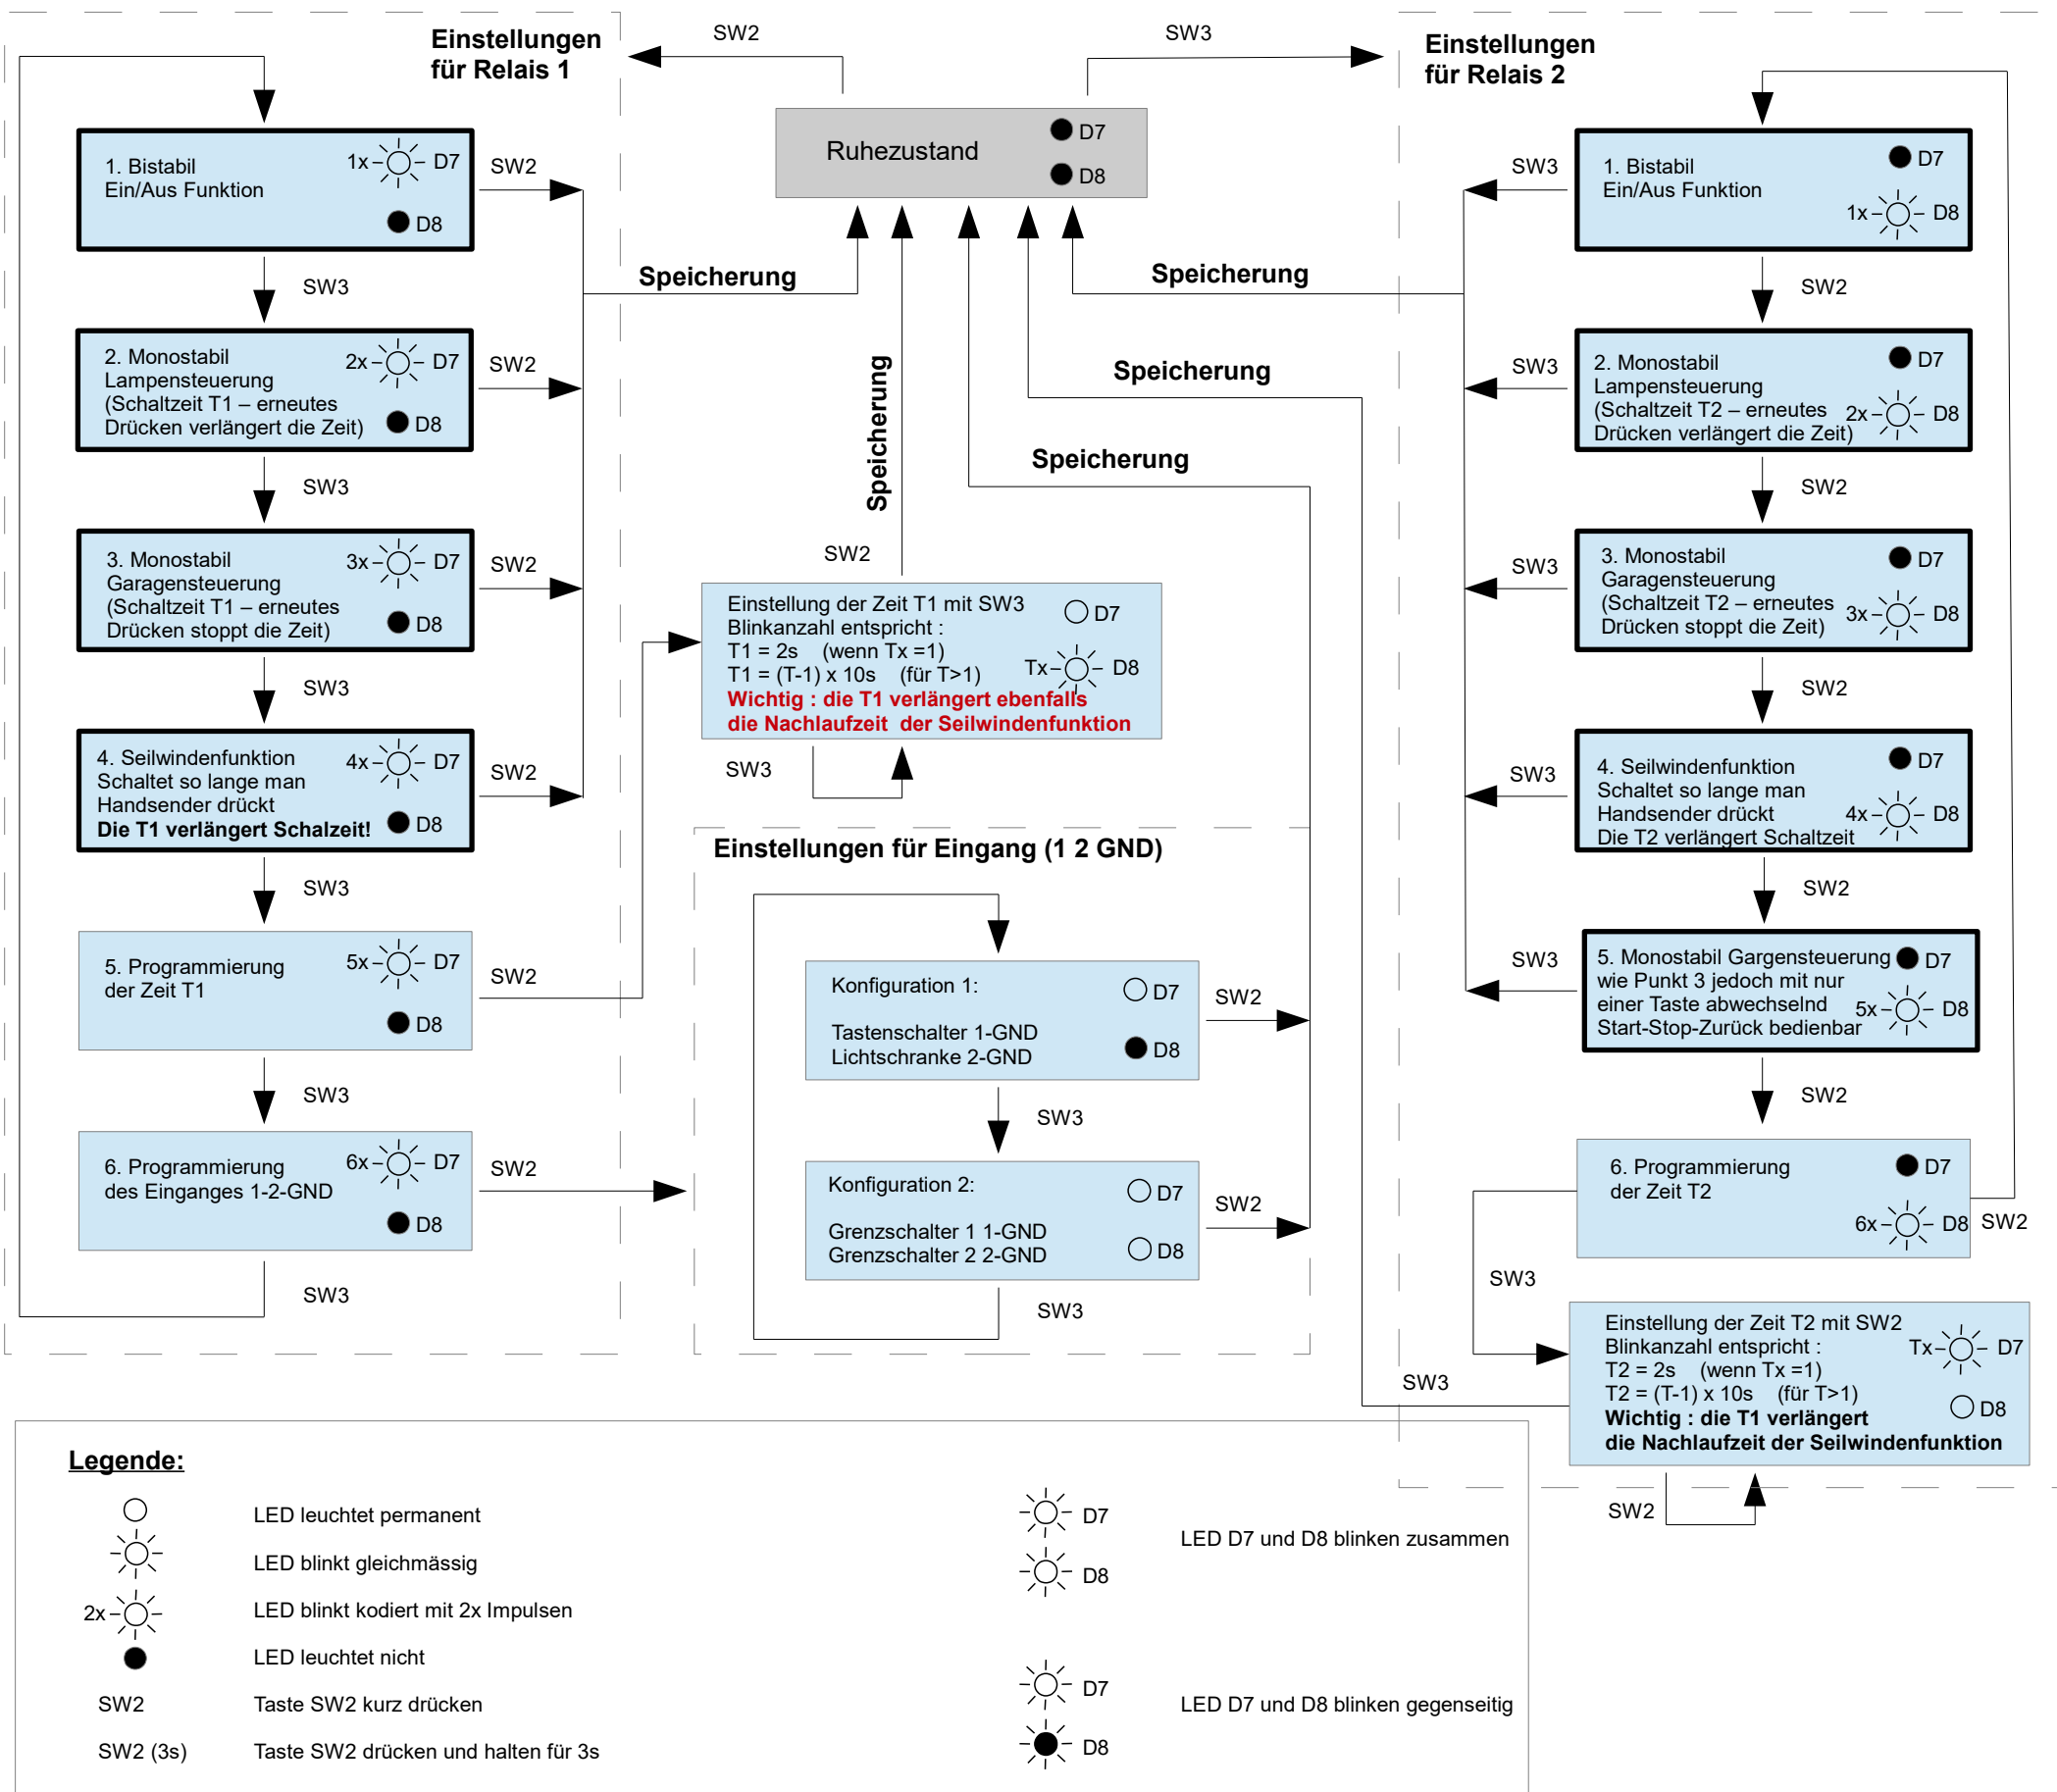 Einstellungen
für Relais 1
SW2
SW3
Einstellungen
für Relais 2
Ruhezustand
D7
D8
1. Bistabil
Ein/Aus Funktion
1x
D7
D8
SW2
SW3
2. Monostabil
Lampensteuerung
(Schaltzeit T1 – erneutes
Drücken verlängert die Zeit)
2x
D7
D8
SW2
SW3
3. Monostabil
Garagensteuerung
(Schaltzeit T1 – erneutes
Drücken stoppt die Zeit)
3x
D7
D8
SW2
SW3
4. Seilwindenfunktion
Schaltet so lange man
Handsender drückt
Die T1 verlängert Schalzeit!
4x
D7
D8
SW2
SW3
5. Programmierung
der Zeit T1
5x
D7
D8
SW2
SW3
6. Programmierung
des Einganges 1-2-GND
6x
D7
D8
SW2
SW3
Speicherung
Speicherung
Speicherung
Speicherung
Speicherung
SW2
Einstellung der Zeit T1 mit SW3
Blinkanzahl entspricht :
T1 = 2s (wenn Tx =1)
T1 = (T-1) x 10s (für T>1)
Wichtig : die T1 verlängert ebenfalls
die Nachlaufzeit der Seilwindenfunktion
D7
Tx
D8
SW3
Einstellungen für Eingang (1 2 GND)
Konfiguration 1:
Tastenschalter 1-GND
Lichtschranke 2-GND
D7
D8
SW2
SW3
Konfiguration 2:
Grenzschalter 1 1-GND
Grenzschalter 2 2-GND
D7
D8
SW2
SW3
1. Bistabil
Ein/Aus Funktion
D7
1x
D8
SW3
SW2
2. Monostabil
Lampensteuerung
(Schaltzeit T2 – erneutes
Drücken verlängert die Zeit)
D7
2x
D8
SW3
SW2
3. Monostabil
Garagensteuerung
(Schaltzeit T2 – erneutes
Drücken stoppt die Zeit)
D7
3x
D8
SW3
SW2
4. Seilwindenfunktion
Schaltet so lange man
Handsender drückt
Die T2 verlängert Schaltzeit
D7
4x
D8
SW3
SW2
5. Monostabil Gargensteuerung
wie Punkt 3 jedoch mit nur
einer Taste abwechselnd
Start-Stop-Zurück bedienbar
D7
5x
D8
SW3
SW2
6. Programmierung
der Zeit T2
D7
6x
D8
SW2
SW3
Einstellung der Zeit T2 mit SW2
Blinkanzahl entspricht :
T2 = 2s (wenn Tx =1)
T2 = (T-1) x 10s (für T>1)
Wichtig : die T1 verlängert
die Nachlaufzeit der Seilwindenfunktion
Tx
D7
D8
SW3
SW2
Legende:
LED leuchtet permanent
LED blinkt gleichmässig
2x
LED blinkt kodiert mit 2x Impulsen
LED leuchtet nicht
SW2
Taste SW2 kurz drücken
SW2 (3s)
Taste SW2 drücken und halten für 3s
D7
D8
LED D7 und D8 blinken zusammen
D7
D8
LED D7 und D8 blinken gegenseitig